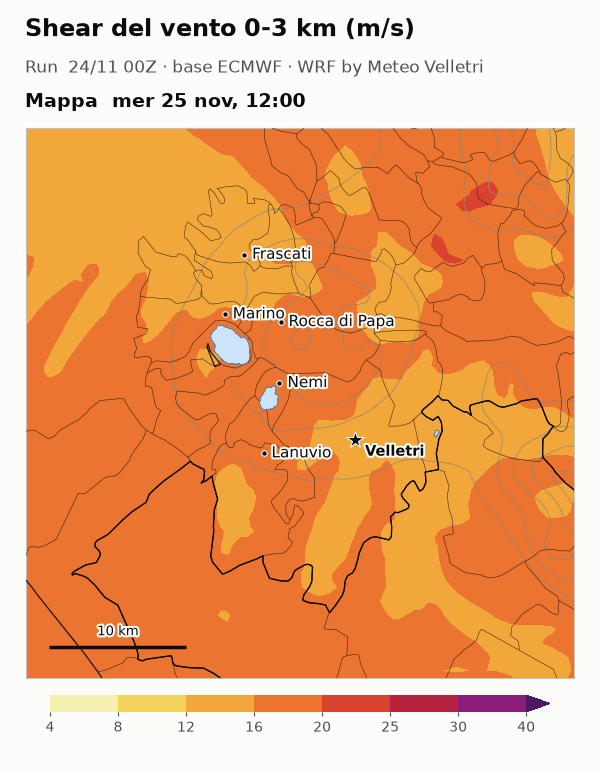 Shear del vento 0-3 km (m/s)
Run  24/11 00Z · base ECMWF · WRF by Meteo Velletri
Mappa  mer 25 nov, 12:00
Frascati
Marino
Rocca di Papa
Nemi
Velletri
Lanuvio
10 km
4 8 12 16 20 25 30 40